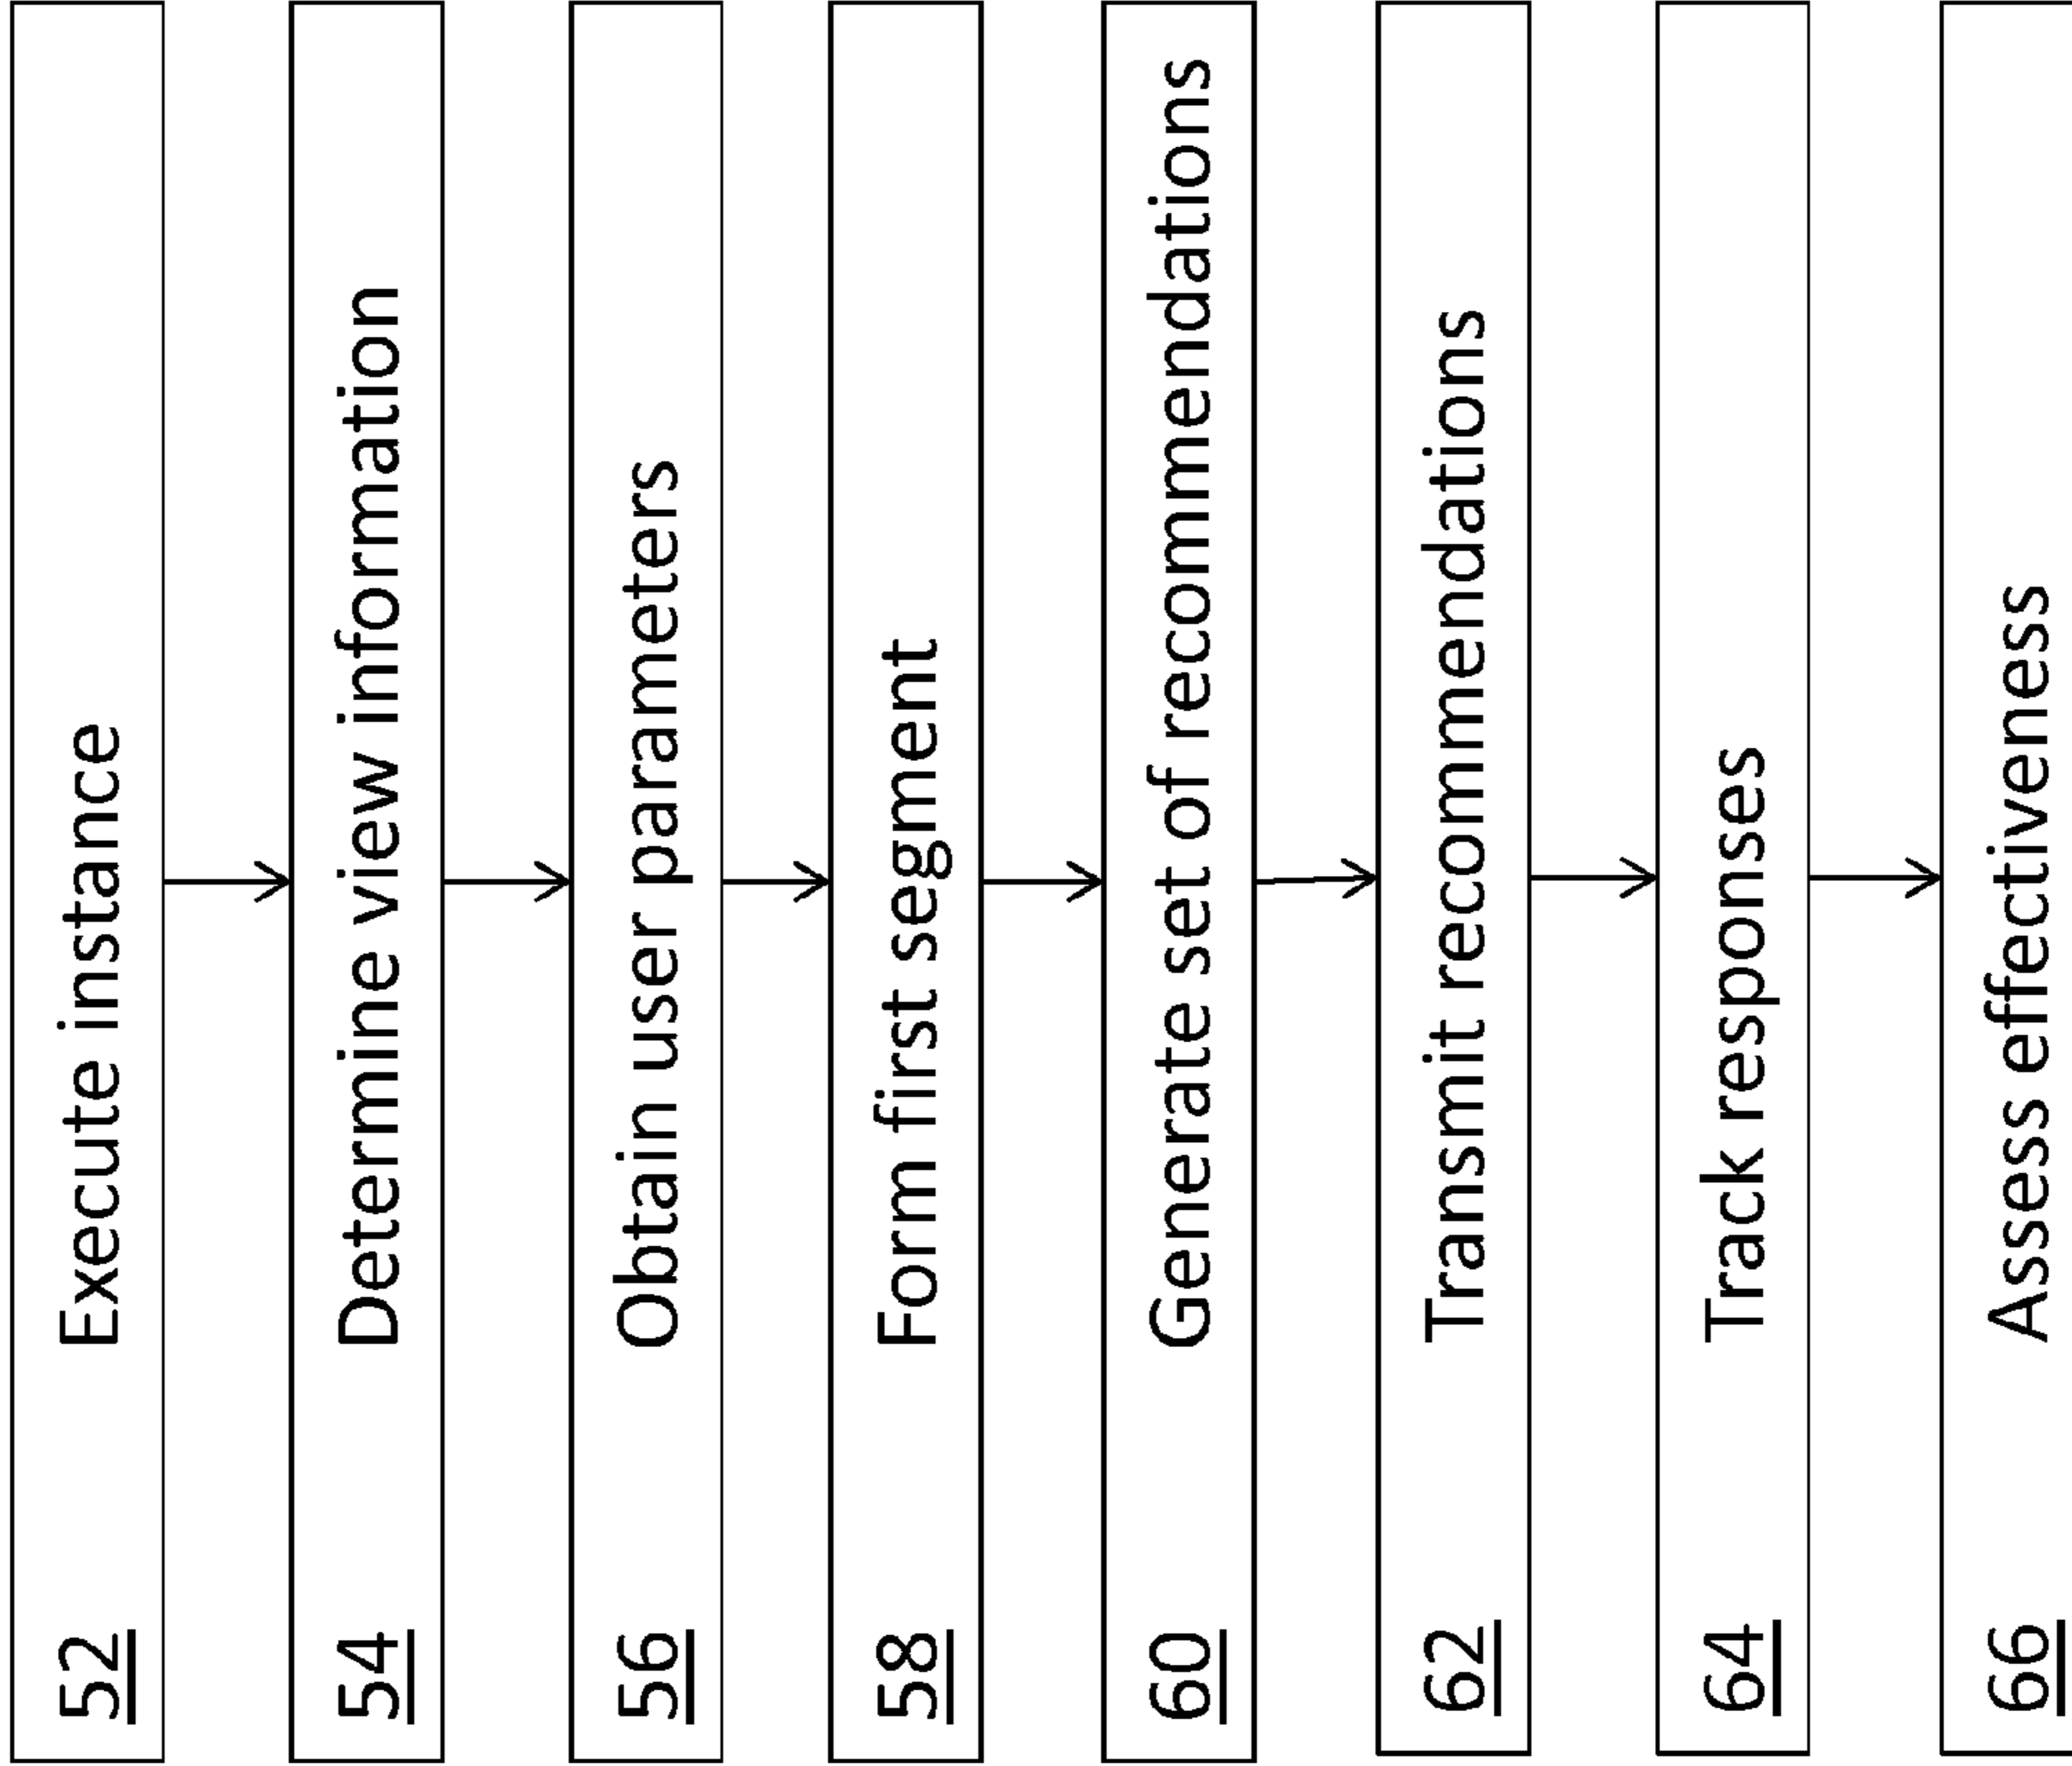 52 Execute instance
54 Determine view information
56 Obtain user parameters
58 Form first segment
60 Generate set of recommendations
62 Transmit recommendations
64 Track responses
66 Assess effectiveness